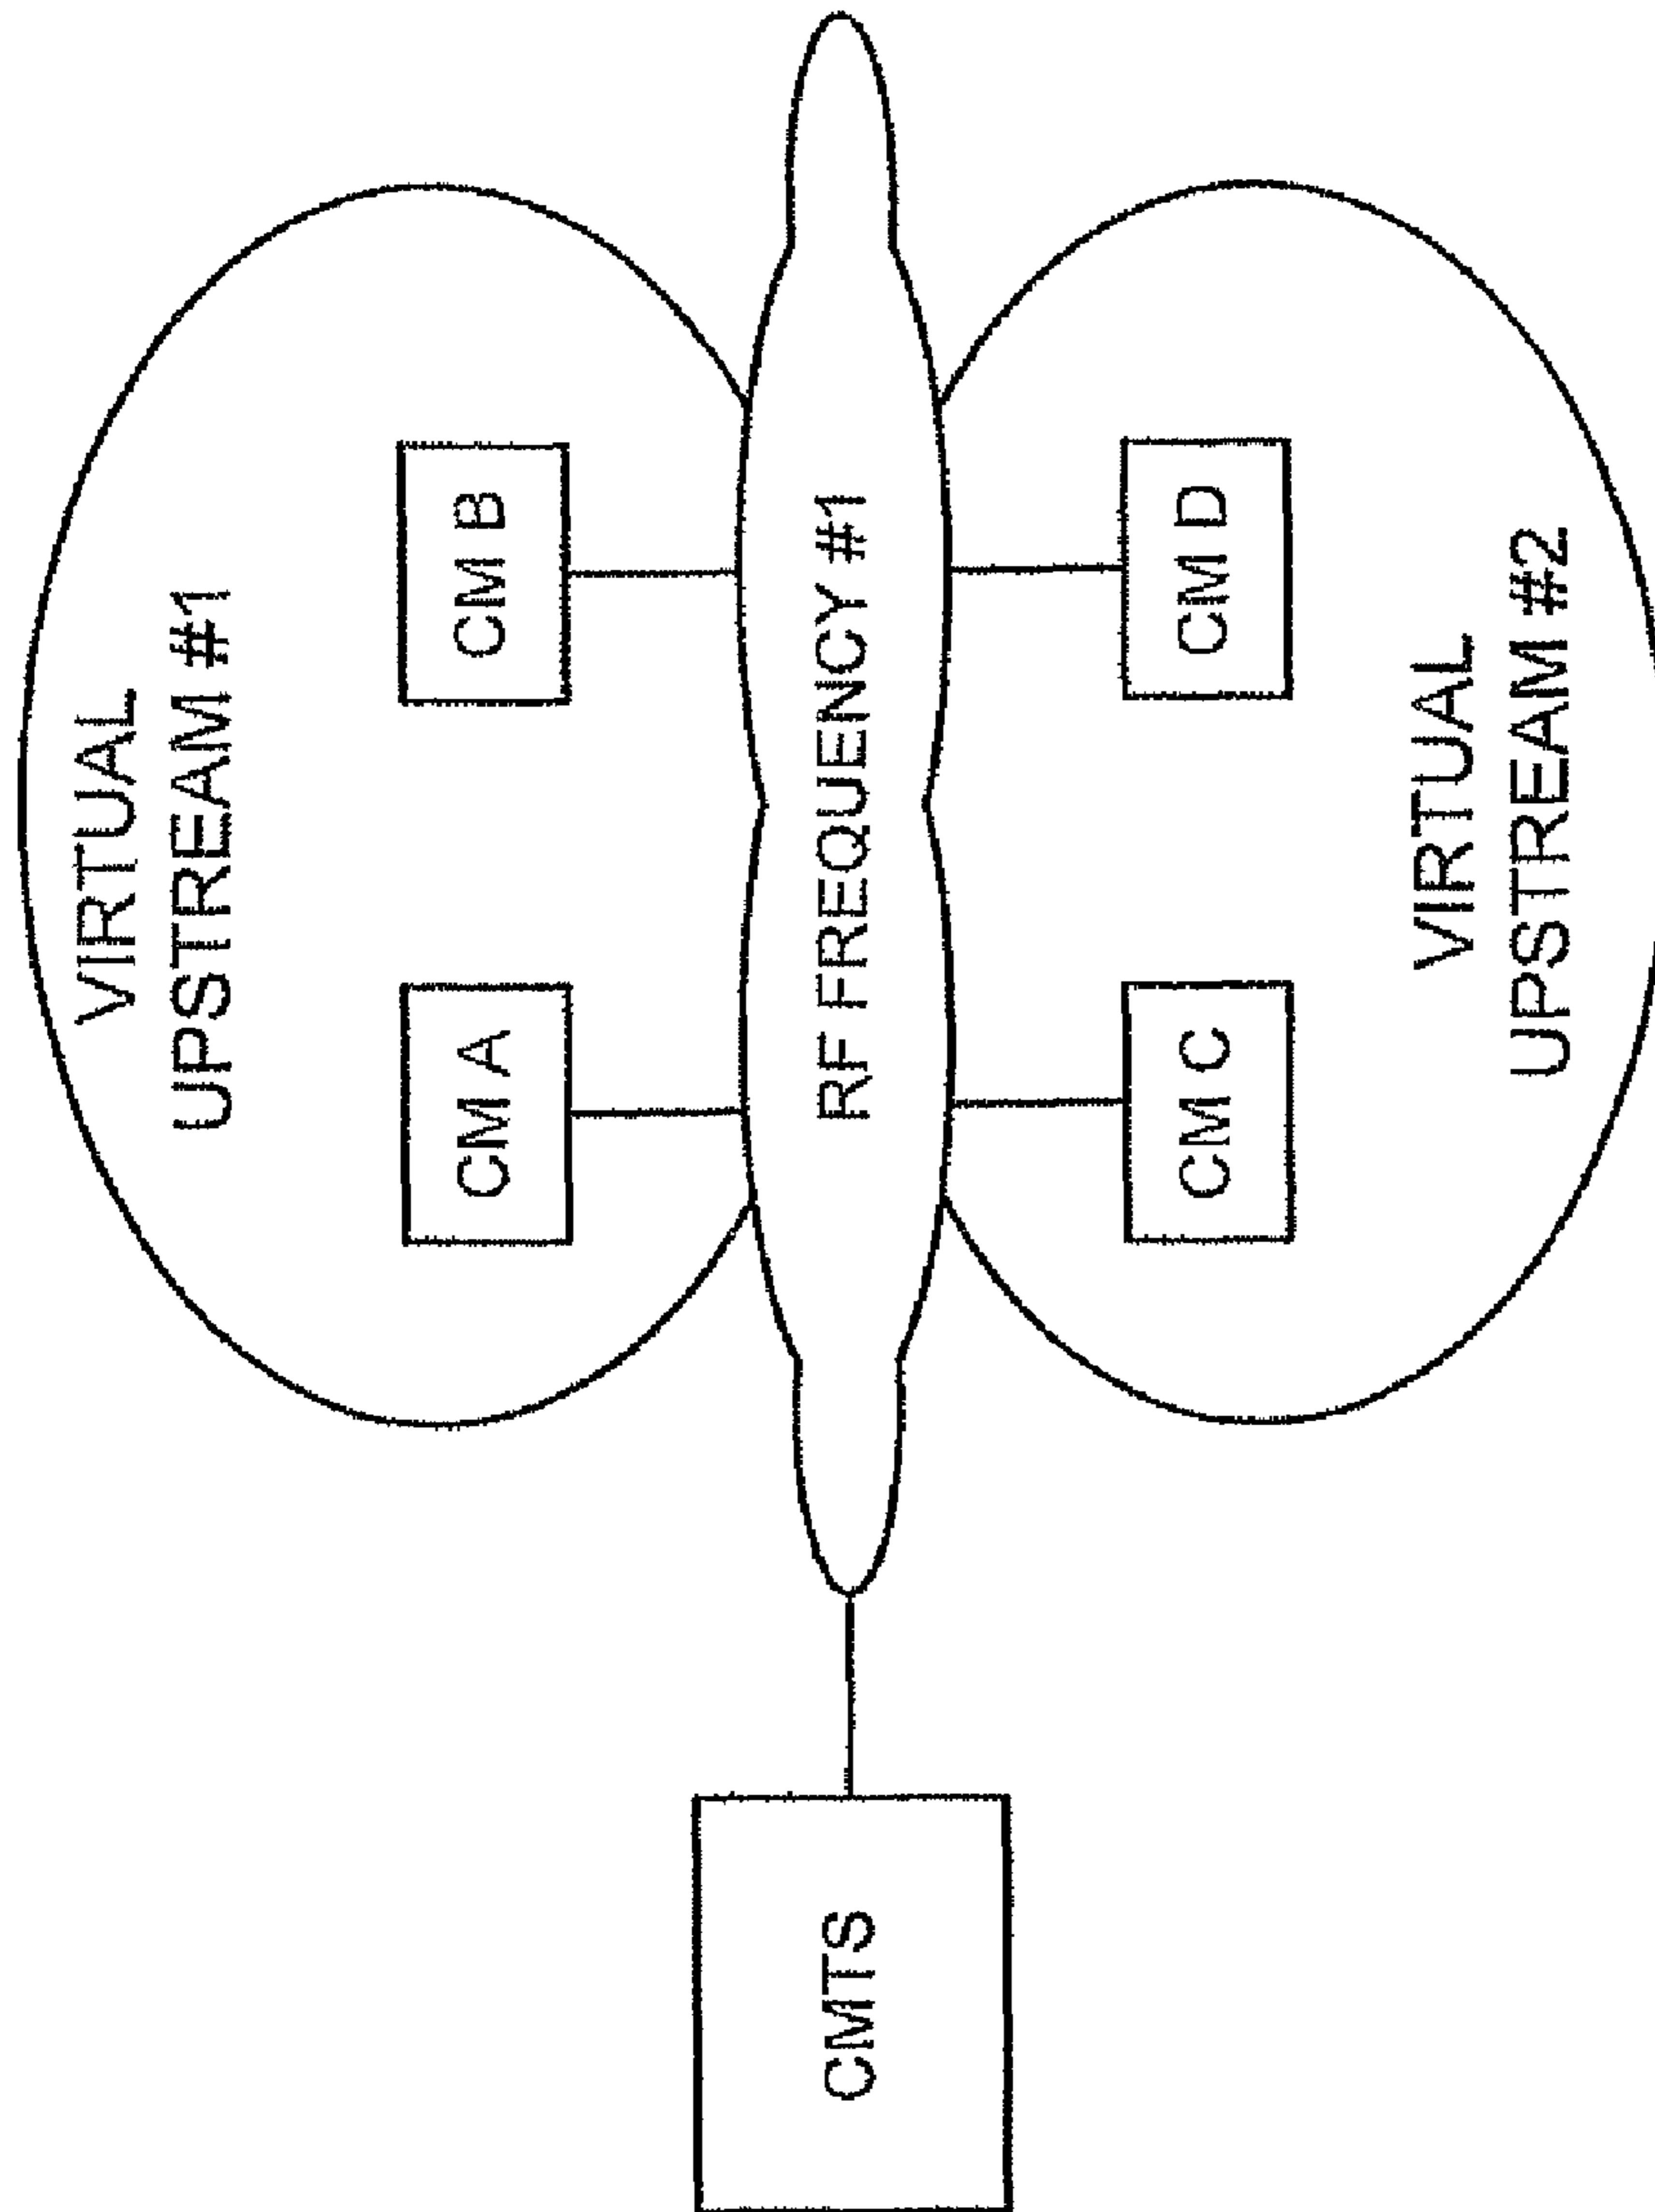 VIRTUAL
UPSTREAM #1
CM A
CM B
CMTS
RF FREQUENCY #1
CM C
CM D
VIRTUAL
UPSTREAM #2